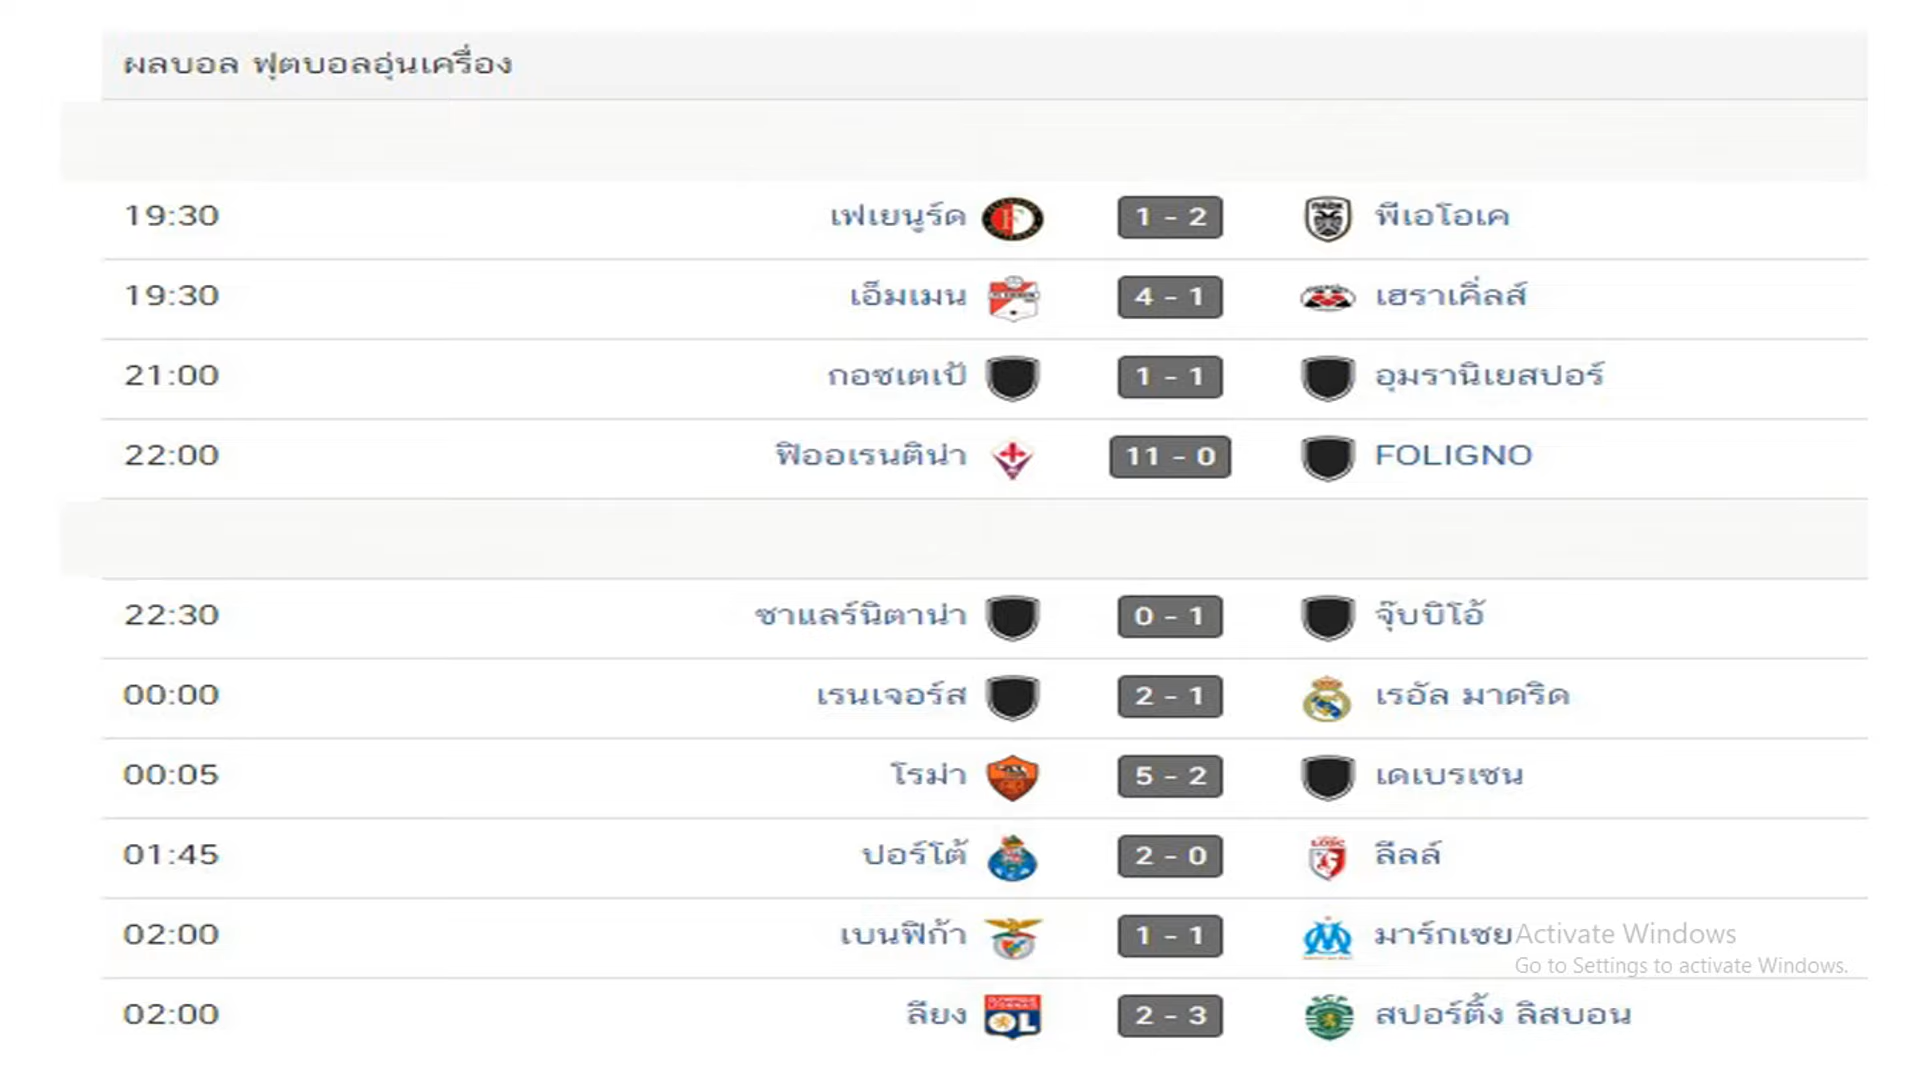 ผลบอล ฟุตบอลอุ่นเครื่อง
19:30 เฟเยนูร์ด 1 - 2 พีเอโอเค
19:30 เอ็มเมน 4 - 1 เฮราเคิ่ลส์
21:00 กอซเตเป้ 1 - 1 อุมรานิเยสปอร์
22:00 ฟิออเรนติน่า 11 - 0 FOLIGNO
22:30 ซาแลร์นิตาน่า 0 - 1 จุ๊บบิโอ้
00:00 เรนเจอร์ส 2 - 1 เรอัล มาดริด
00:05 โรม่า 5 - 2 เดเบรเซน
01:45 ปอร์โต้ 2 - 0 ลีลล์
02:00 เบนฟิก้า 1 - 1 มาร์กเซย
Activate Windows
Go to Settings to activate Windows.
02:00 ลียง 2 - 3 สปอร์ติ้ง ลิสบอน